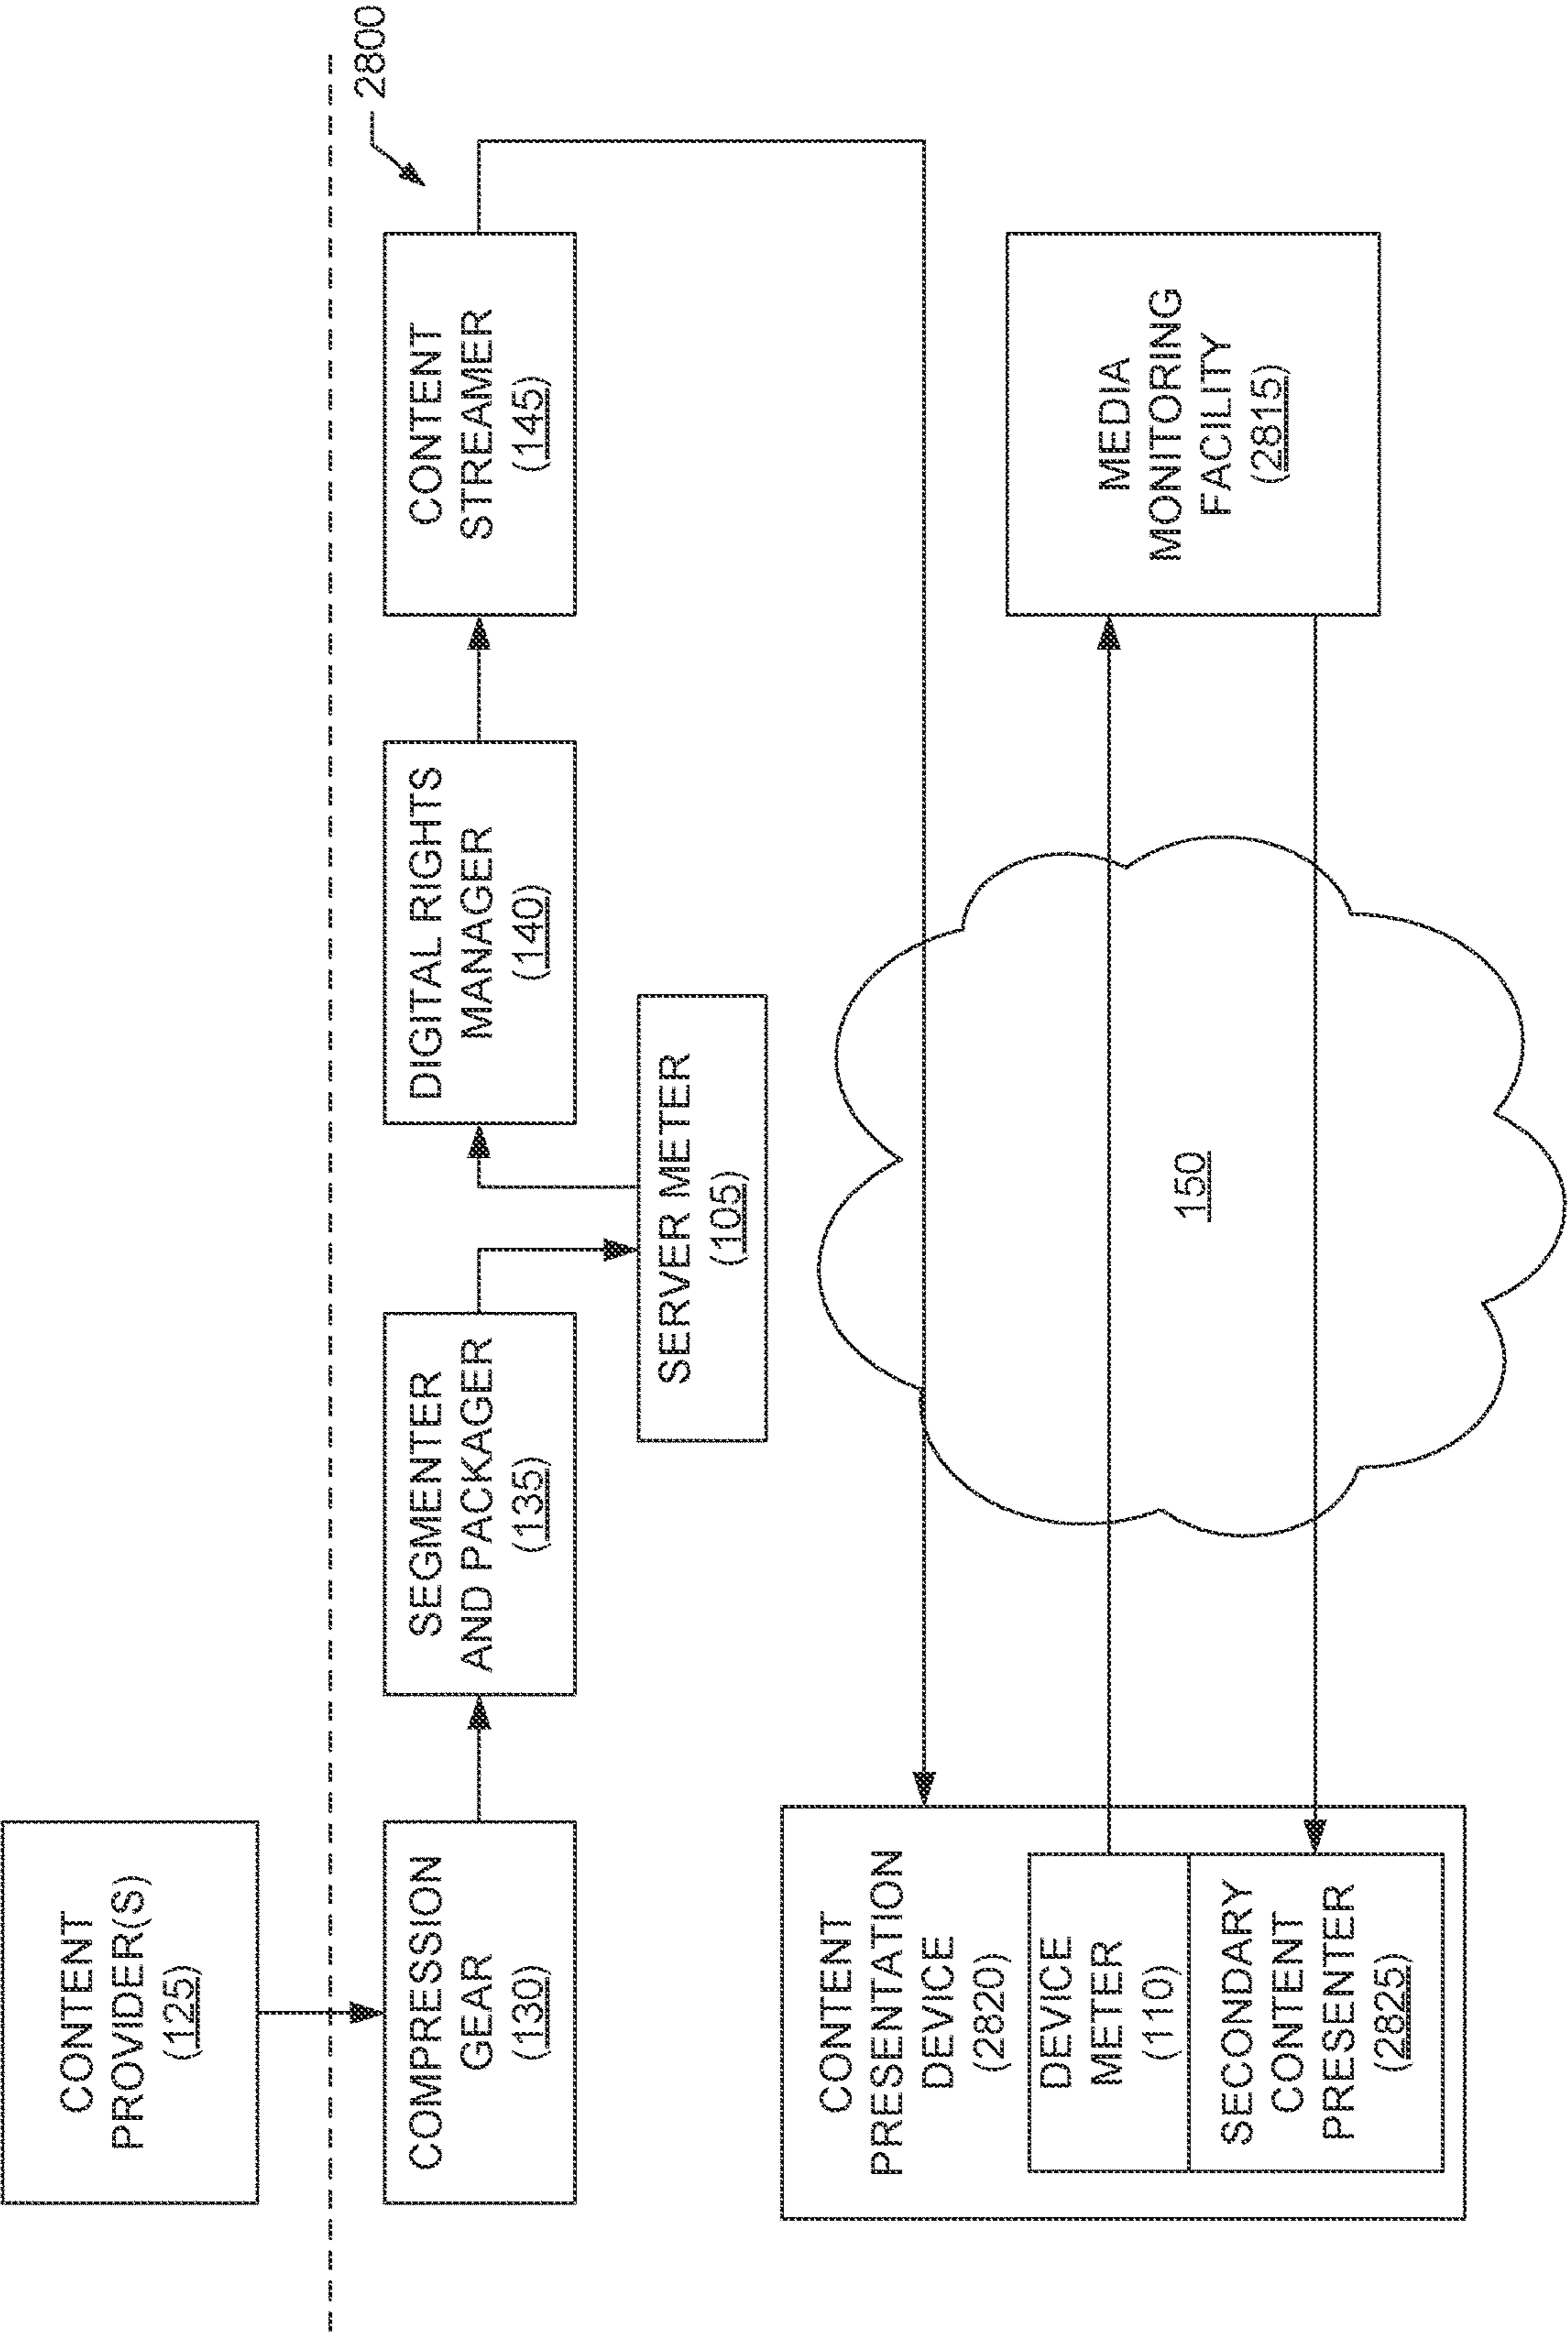 CONTENT
PROVIDER(S)
(125)
2800
COMPRESSION
GEAR
(130)
SEGMENTER
AND PACKAGER
(135)
DIGITAL RIGHTS
MANAGER
(140)
CONTENT
STREAMER
(145)
SERVER METER
(105)
CONTENT
PRESENTATION
DEVICE
(2820)
DEVICE
METER
(110)
SECONDARY
CONTENT
PRESENTER
(2825)
150
MEDIA
MONITORING
FACILITY
(2815)